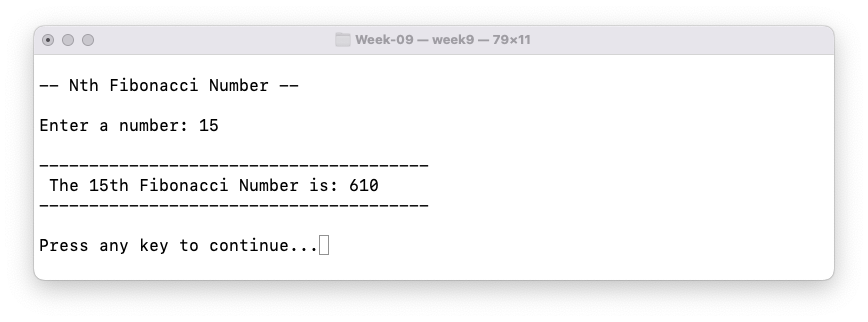 Week-09 — week9 — 79×11
-- Nth Fibonacci Number --
Enter a number: 15
---------------------------------------
The 15th Fibonacci Number is: 610
---------------------------------------
Press any key to continue...